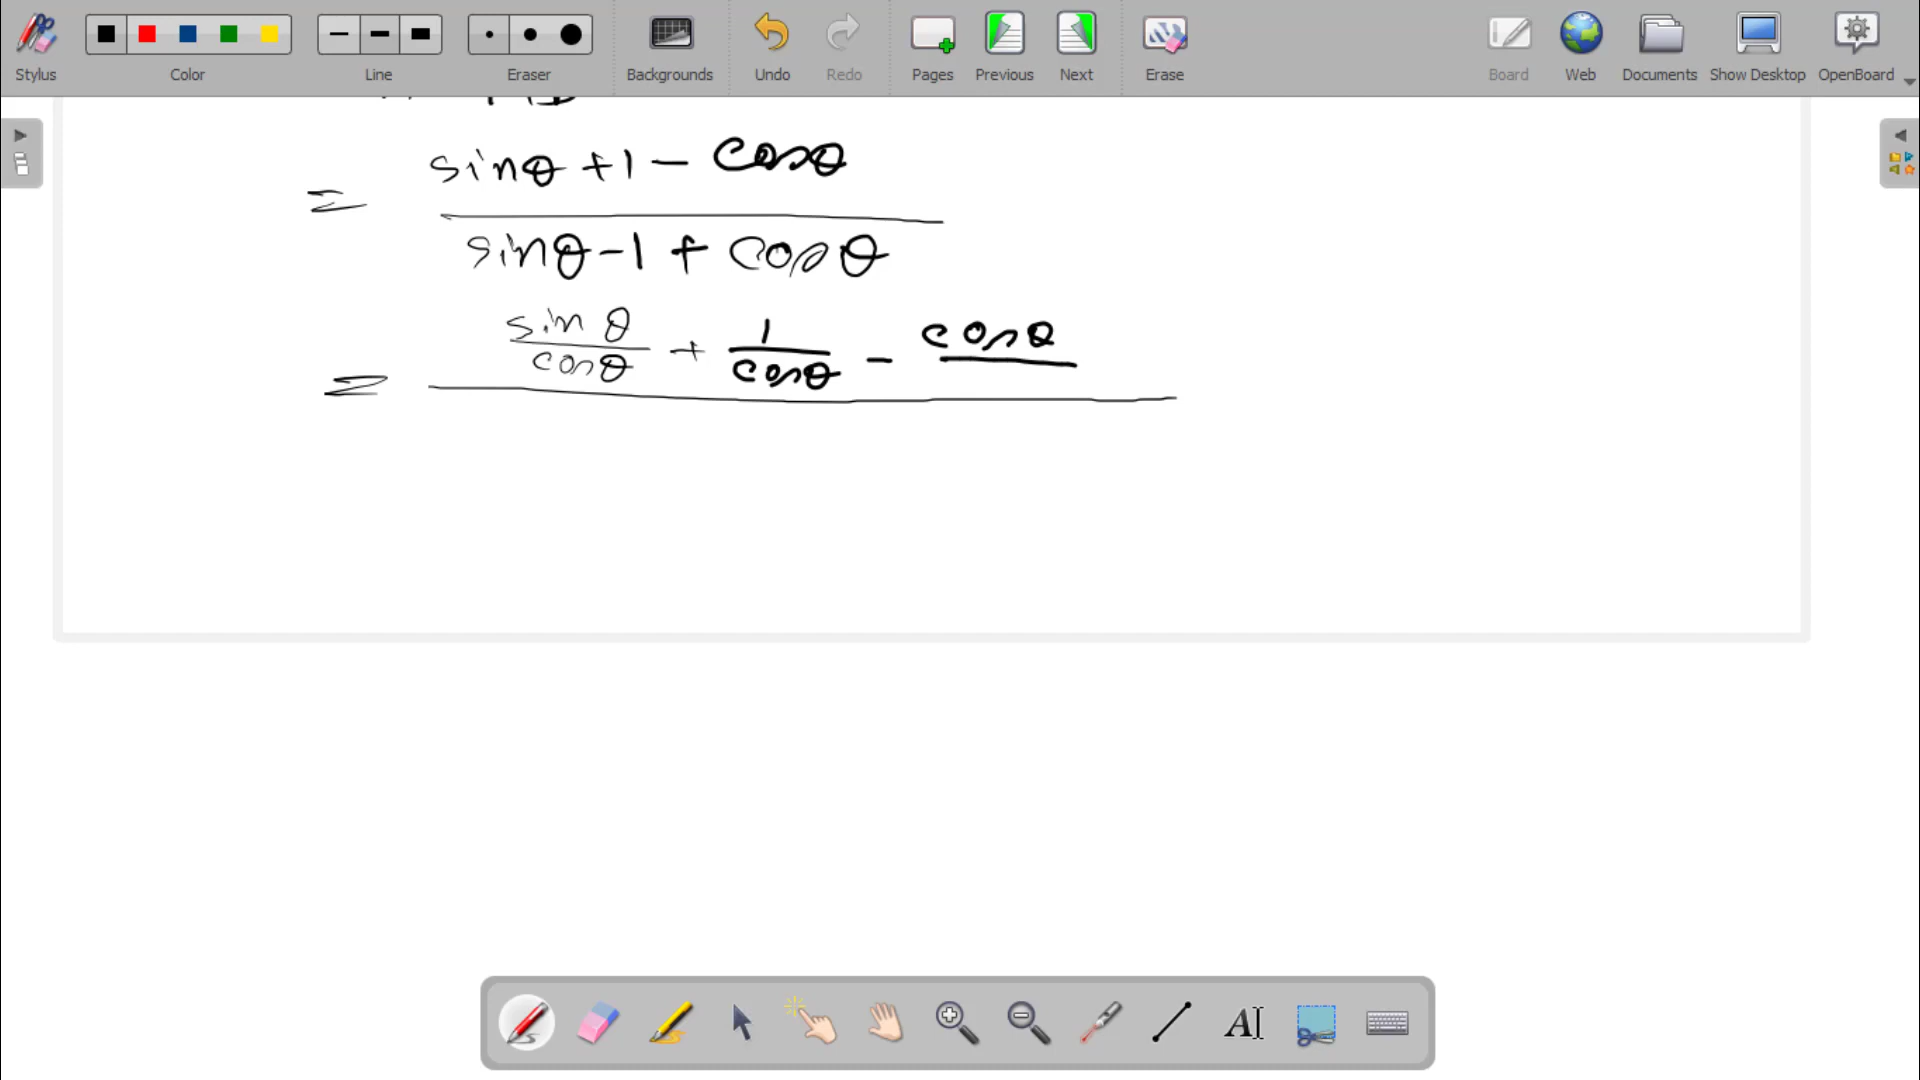 Stylus Color Line Eraser Backgrounds Undo Redo Pages Previous Next Erase Board Web Documents Show Desktop OpenBoard
= (sinθ + 1 - cosθ) / (sinθ - 1 + cosθ)
= sinθ/cosθ + 1/cosθ - cosθ/